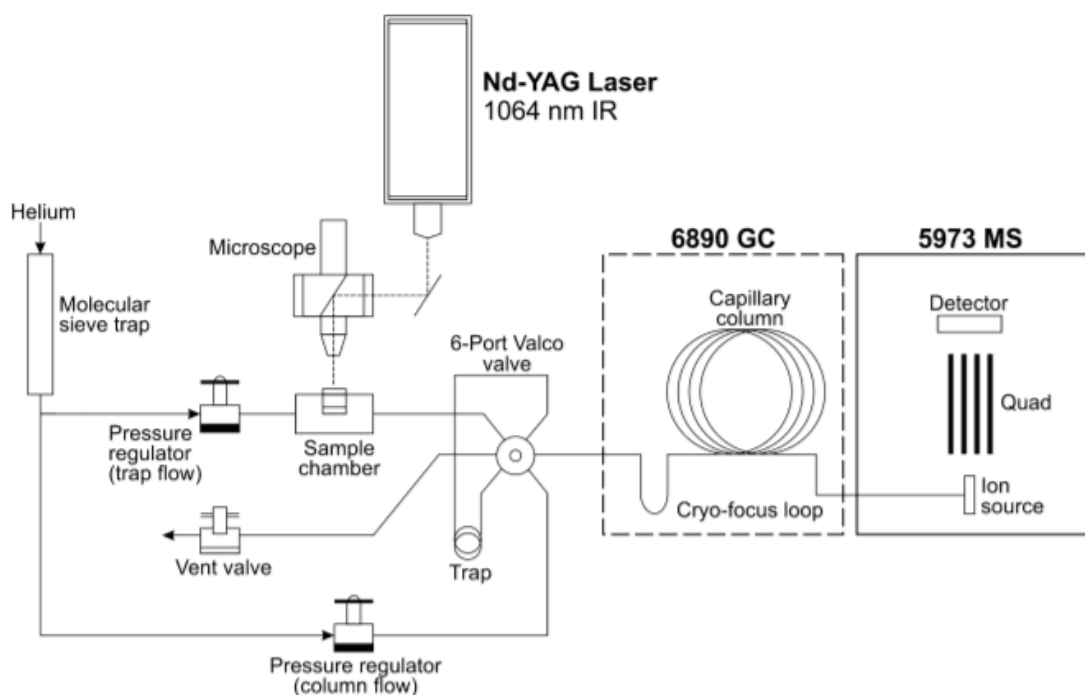 Nd-YAG Laser
1064 nm IR
Helium
Microscope
6890 GC
5973 MS
Molecular
sieve trap
Capillary
column
Detector
6-Port Valco
valve
Quad
Pressure
regulator
(trap flow)
Sample
chamber
Ion
source
Cryo-focus loop
Vent valve
Trap
Pressure regulator
(column flow)